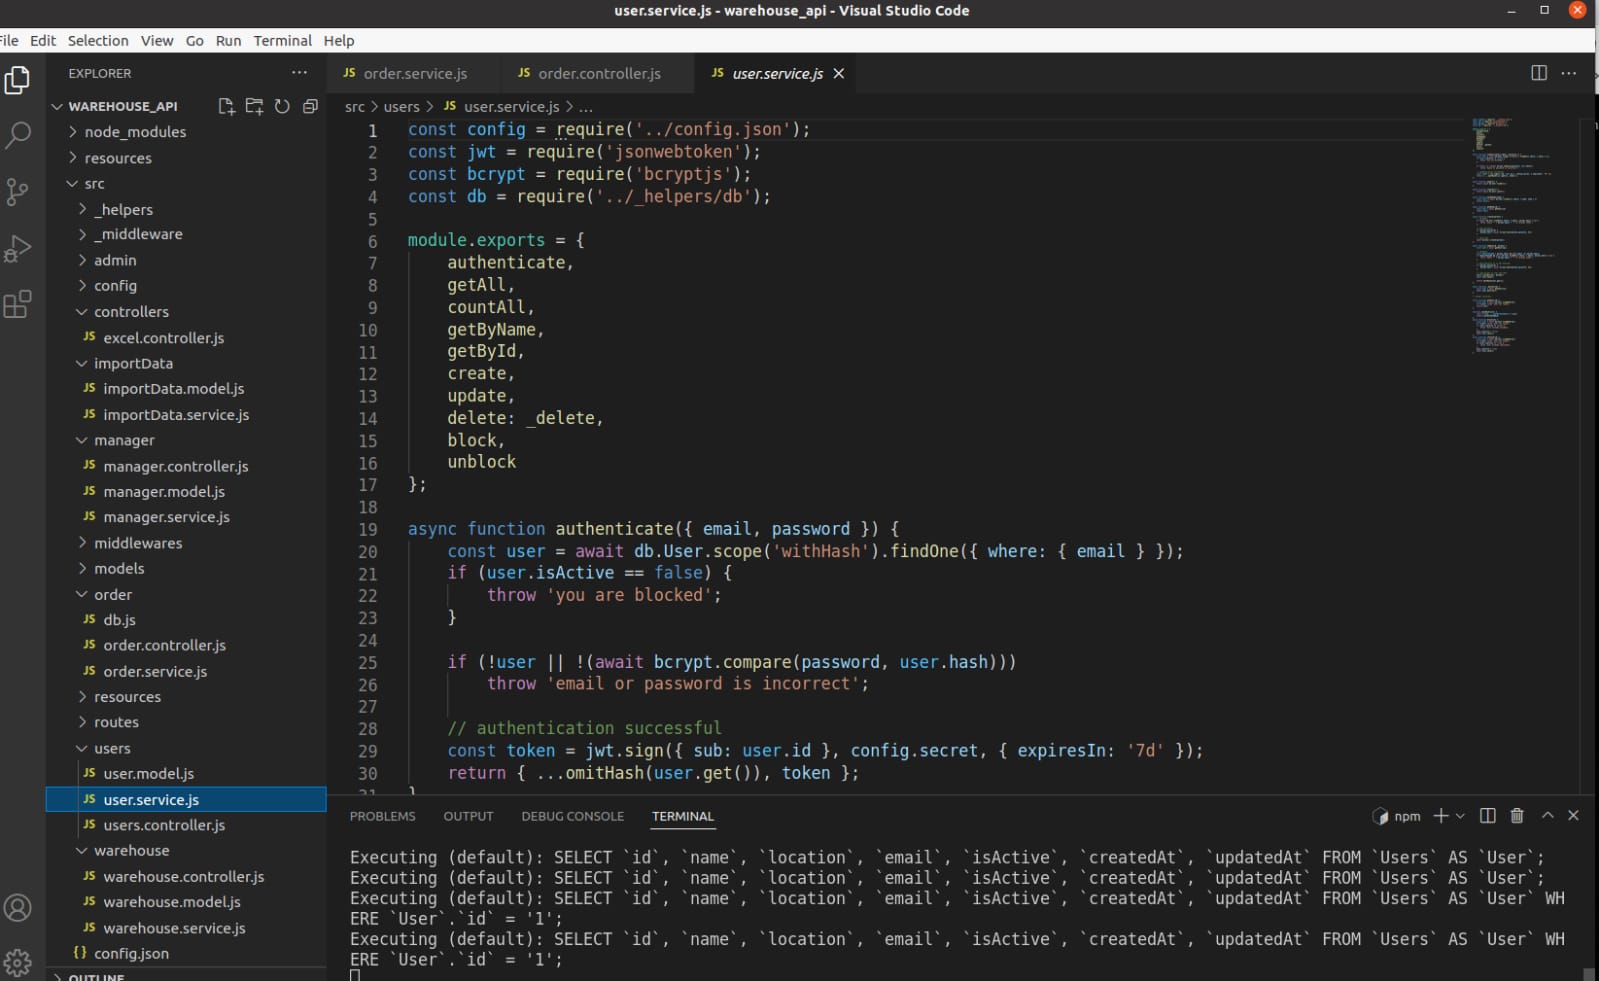 user.service.js - warehouse_api - Visual Studio Code
File Edit Selection View Go Run Terminal Help
EXPLORER
WAREHOUSE_API
node_modules
resources
src
_helpers
_middleware
admin
config
controllers
JS excel.controller.js
importData
JS importData.model.js
JS importData.service.js
manager
JS manager.controller.js
JS manager.model.js
JS manager.service.js
middlewares
models
order
JS db.js
JS order.controller.js
JS order.service.js
resources
routes
users
JS user.model.js
JS user.service.js
JS users.controller.js
warehouse
JS warehouse.controller.js
JS warehouse.model.js
JS warehouse.service.js
{} config.json
OUTLINE
JS order.service.js JS order.controller.js JS user.service.js
src > users > JS user.service.js > ...
1 const config = require('../config.json');
2 const jwt = require('jsonwebtoken');
3 const bcrypt = require('bcryptjs');
4 const db = require('../_helpers/db');
5
6 module.exports = {
7 authenticate,
8 getAll,
9 countAll,
10 getByName,
11 getById,
12 create,
13 update,
14 delete: _delete,
15 block,
16 unblock
17 };
18
19 async function authenticate({ email, password }) {
20 const user = await db.User.scope('withHash').findOne({ where: { email } });
21 if (user.isActive == false) {
22 throw 'you are blocked';
23 }
24
25 if (!user || !(await bcrypt.compare(password, user.hash)))
26 throw 'email or password is incorrect';
27
28 // authentication successful
29 const token = jwt.sign({ sub: user.id }, config.secret, { expiresIn: '7d' });
30 return { ...omitHash(user.get()), token };
31 }
PROBLEMS OUTPUT DEBUG CONSOLE TERMINAL npm
Executing (default): SELECT `id`, `name`, `location`, `email`, `isActive`, `createdAt`, `updatedAt` FROM `Users` AS `User`;
Executing (default): SELECT `id`, `name`, `location`, `email`, `isActive`, `createdAt`, `updatedAt` FROM `Users` AS `User`;
Executing (default): SELECT `id`, `name`, `location`, `email`, `isActive`, `createdAt`, `updatedAt` FROM `Users` AS `User` WH
ERE `User`.`id` = '1';
Executing (default): SELECT `id`, `name`, `location`, `email`, `isActive`, `createdAt`, `updatedAt` FROM `Users` AS `User` WH
ERE `User`.`id` = '1';